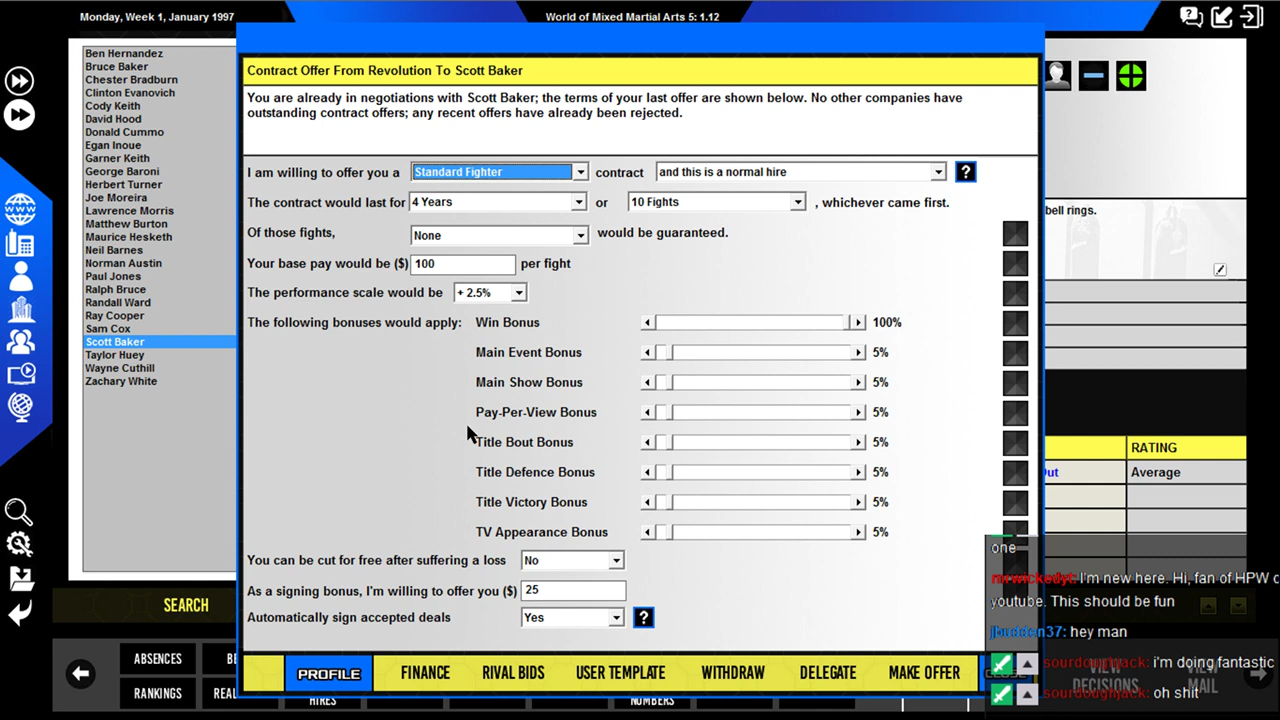 Monday, Week 1, January 1997
World of Mixed Martial Arts 5: 1.12
Ben Hernandez
Bruce Baker
Chester Bradburn
Clinton Evanovich
Cody Keith
David Hood
Donald Cummo
Egan Inoue
Garner Keith
George Baroni
Herbert Turner
Joe Moreira
Lawrence Morris
Matthew Burton
Maurice Hesketh
Neil Barnes
Norman Austin
Paul Jones
Ralph Bruce
Randall Ward
Ray Cooper
Sam Cox
Scott Baker
Taylor Huey
Wayne Cuthill
Zachary White
SEARCH
Contract Offer From Revolution To Scott Baker
You are already in negotiations with Scott Baker; the terms of your last offer are shown below. No other companies have
outstanding contract offers; any recent offers have already been rejected.
I am willing to offer you a Standard Fighter contract and this is a normal hire ?
The contract would last for 4 Years or 10 Fights , whichever came first.
Of those fights, None would be guaranteed.
Your base pay would be ($) 100 per fight
The performance scale would be + 2.5%
The following bonuses would apply: Win Bonus 100%
Main Event Bonus 5%
Main Show Bonus 5%
Pay-Per-View Bonus 5%
Title Bout Bonus 5%
Title Defence Bonus 5%
Title Victory Bonus 5%
TV Appearance Bonus 5%
You can be cut for free after suffering a loss No
As a signing bonus, I'm willing to offer you ($) 25
Automatically sign accepted deals Yes ?
PROFILE FINANCE RIVAL BIDS USER TEMPLATE WITHDRAW DELEGATE MAKE OFFER
bell rings.
RATING
Average
one
mrwickedyt: I'm new here. Hi, fan of HPW
youtube. This should be fun
jbudden37: hey man
sourdoughjack: i'm doing fantastic
sourdoughjack: oh shit
VIEW
DECISIONS
VIEW
MAIL
ABSENCES
RANKINGS
HIRES
NUMBERS